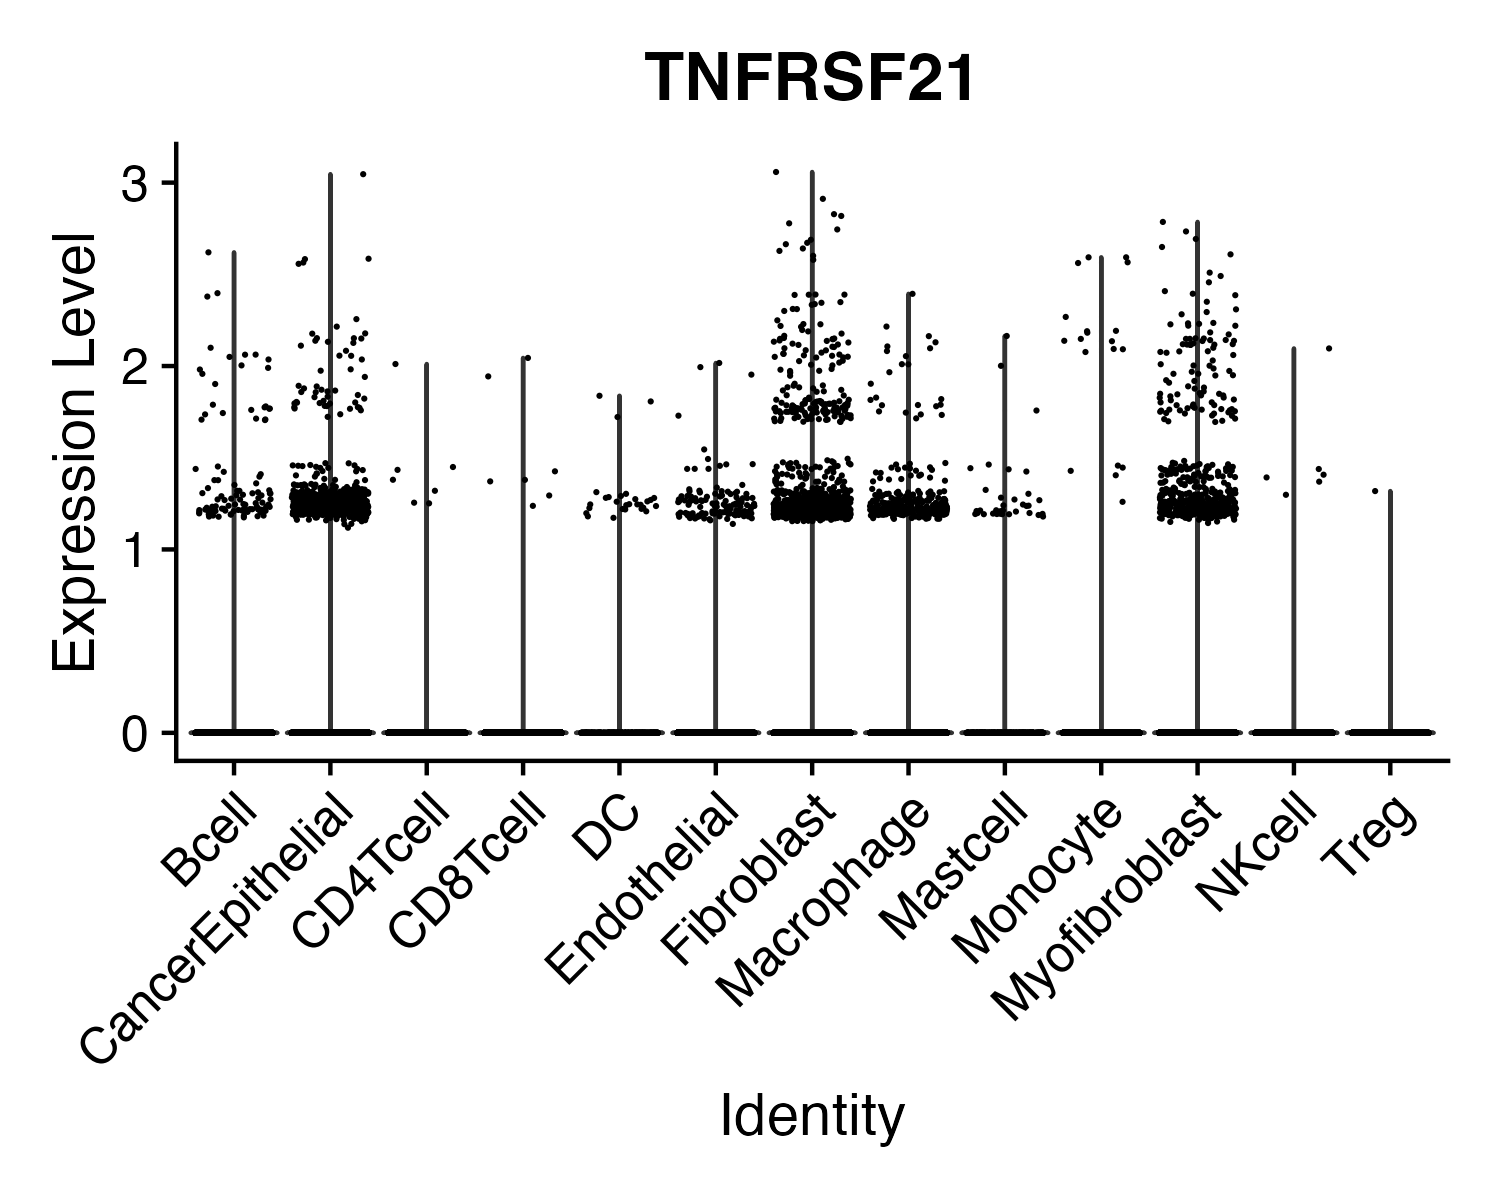 TNFRSF21
Expression Level
3
2
1
0
Bcell
CancerEpithelial
CD4Tcell
CD8Tcell
DC
Endothelial
Fibroblast
Macrophage
Mastcell
Monocyte
Myofibroblast
NKcell
Treg
Identity